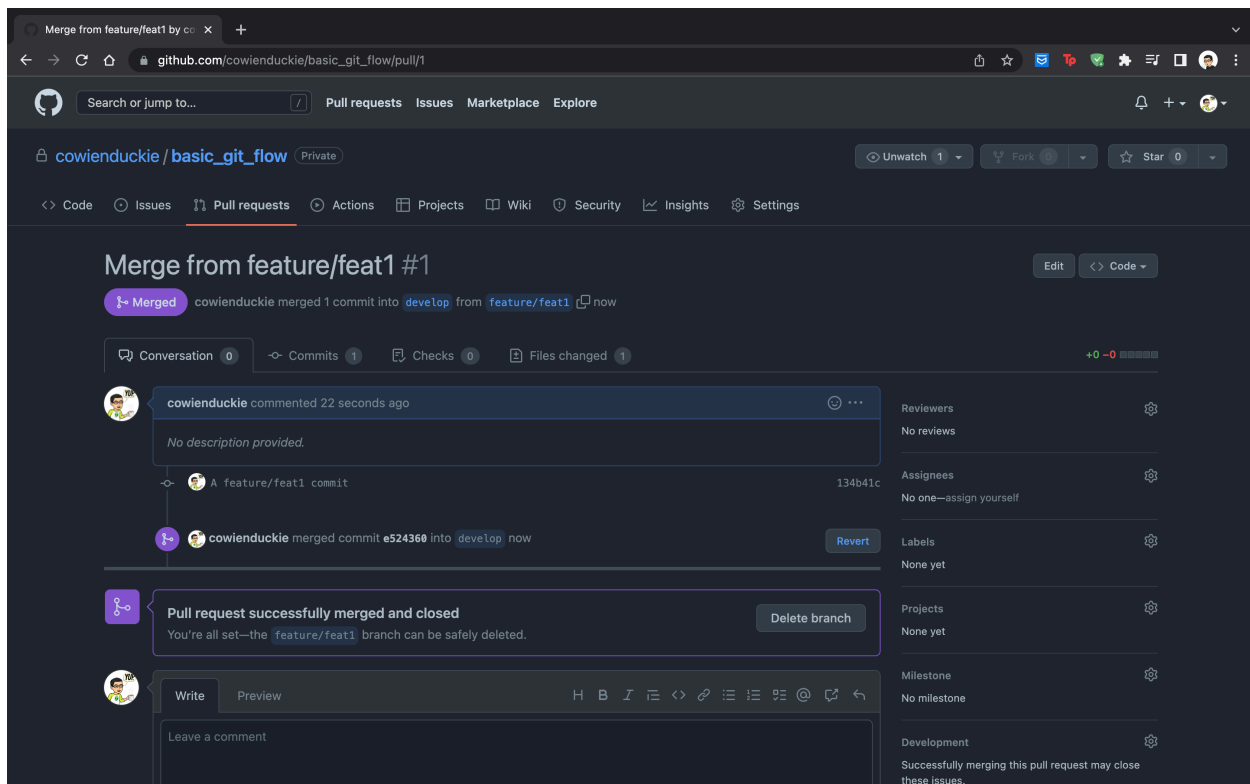 Merge from feature/feat1 by co
github.com/cowienduckie/basic_git_flow/pull/1
Search or jump to... /
Pull requests Issues Marketplace Explore
cowienduckie / basic_git_flow Private
Unwatch 1 Fork 0 Star 0
Code Issues Pull requests Actions Projects Wiki Security Insights Settings
Merge from feature/feat1 #1
Edit <> Code
Merged cowienduckie merged 1 commit into develop from feature/feat1 now
Conversation 0 Commits 1 Checks 0 Files changed 1
+0 −0
cowienduckie commented 22 seconds ago
No description provided.
A feature/feat1 commit 134b41c
cowienduckie merged commit e524360 into develop now
Revert
Pull request successfully merged and closed
You're all set—the feature/feat1 branch can be safely deleted.
Delete branch
Write Preview
H B I
Leave a comment
Reviewers
No reviews
Assignees
No one—assign yourself
Labels
None yet
Projects
None yet
Milestone
No milestone
Development
Successfully merging this pull request may close
these issues.